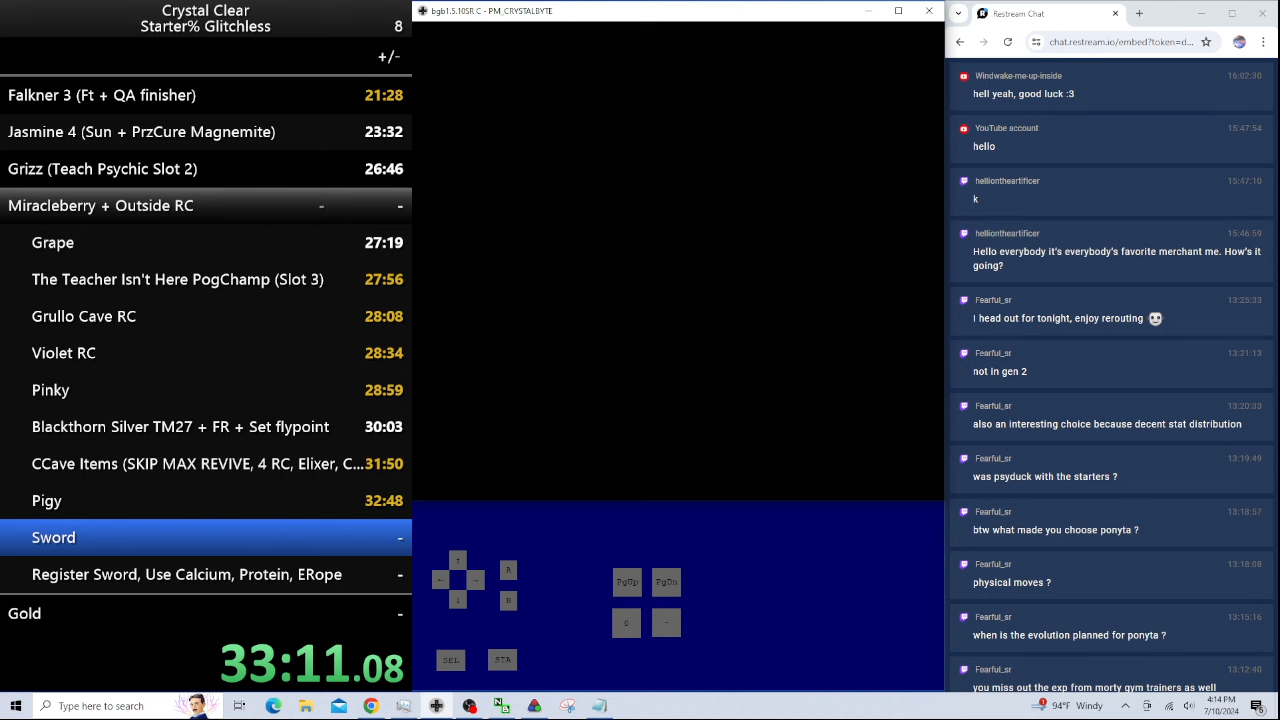 Crystal Clear
Starter% Glitchless 8
+/-
Falkner 3 (Ft + QA finisher) 21:28
Jasmine 4 (Sun + PrzCure Magnemite) 23:32
Grizz (Teach Psychic Slot 2) 26:46
Miracleberry + Outside RC - -
Grape 27:19
The Teacher Isn't Here PogChamp (Slot 3) 27:56
Grullo Cave RC 28:08
Violet RC 28:34
Pinky 28:59
Blackthorn Silver TM27 + FR + Set flypoint 30:03
CCave Items (SKIP MAX REVIVE, 4 RC, Elixer, C... 31:50
Pigy 32:48
Sword -
Register Sword, Use Calcium, Protein, ERope -
Gold -
33:11.08
bgb1.5.10SR C - PM_CRYSTALBYTE
↑
← →
↓
A
B
SEL STA
PgUp PgDn
0 -
Restream Chat
chat.restream.io/embed?token=d...
Windwake-me-up-inside 16:02:30
hell yeah, good luck :3
YouTube account 15:47:54
hello
helliontheartificer 15:47:10
k
helliontheartificer 15:46:59
Hello everybody it's everybody's favorite merchant me. How's it
going?
Fearful_sr 13:25:33
I head out for tonight, enjoy rerouting
Fearful_sr 13:21:13
not in gen 2
Fearful_sr 13:20:33
also an interesting choice because decent stat distribution
Fearful_sr 13:19:49
was psyduck with the starters ?
Fearful_sr 13:18:57
btw what made you choose ponyta ?
Fearful_sr 13:18:08
physical moves ?
Fearful_sr 13:15:16
when is the evolution planned for ponyta ?
Fearful_sr 13:12:40
you miss out the exp from morty gym trainers as well
Type here to search
94°F Windy
4:14 PM
7/10/2024